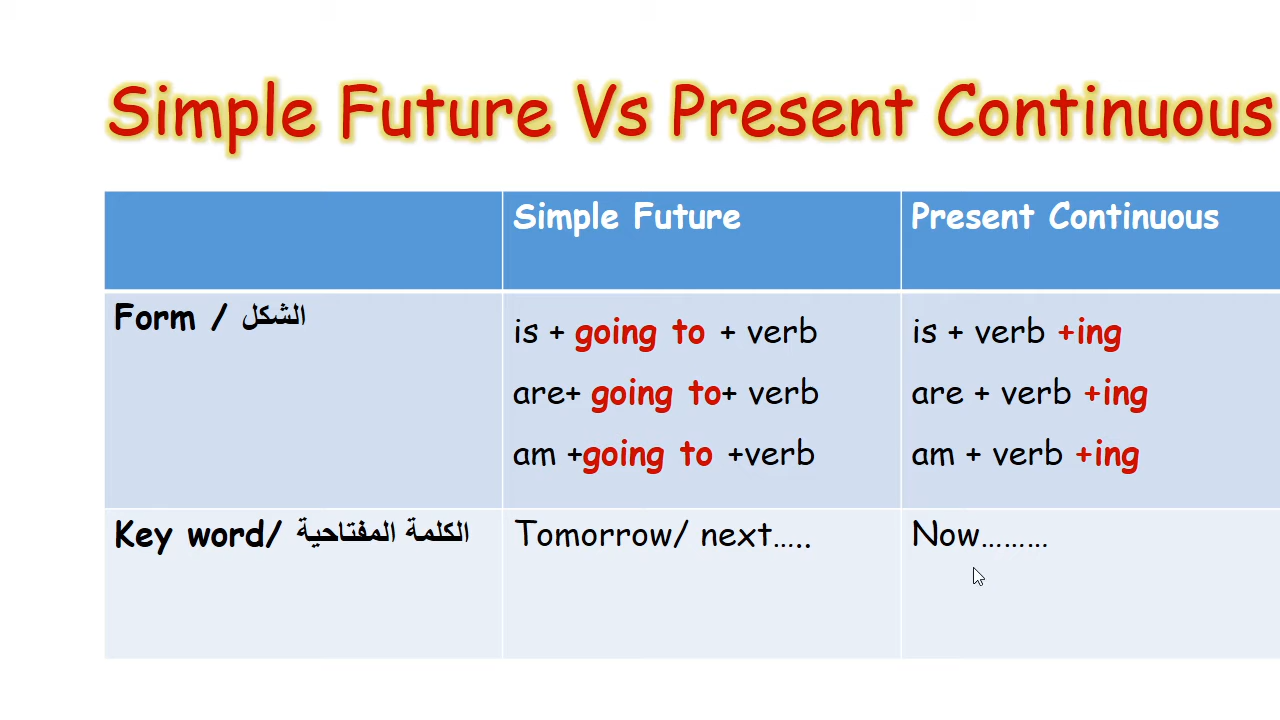 Simple Future Vs Present Continuous
Simple Future
Present Continuous
Form / الشكل
is + going to + verb
are+ going to+ verb
am +going to +verb
is + verb +ing
are + verb +ing
am + verb +ing
Key word/ الكلمة المفتاحية
Tomorrow/ next…..
Now………